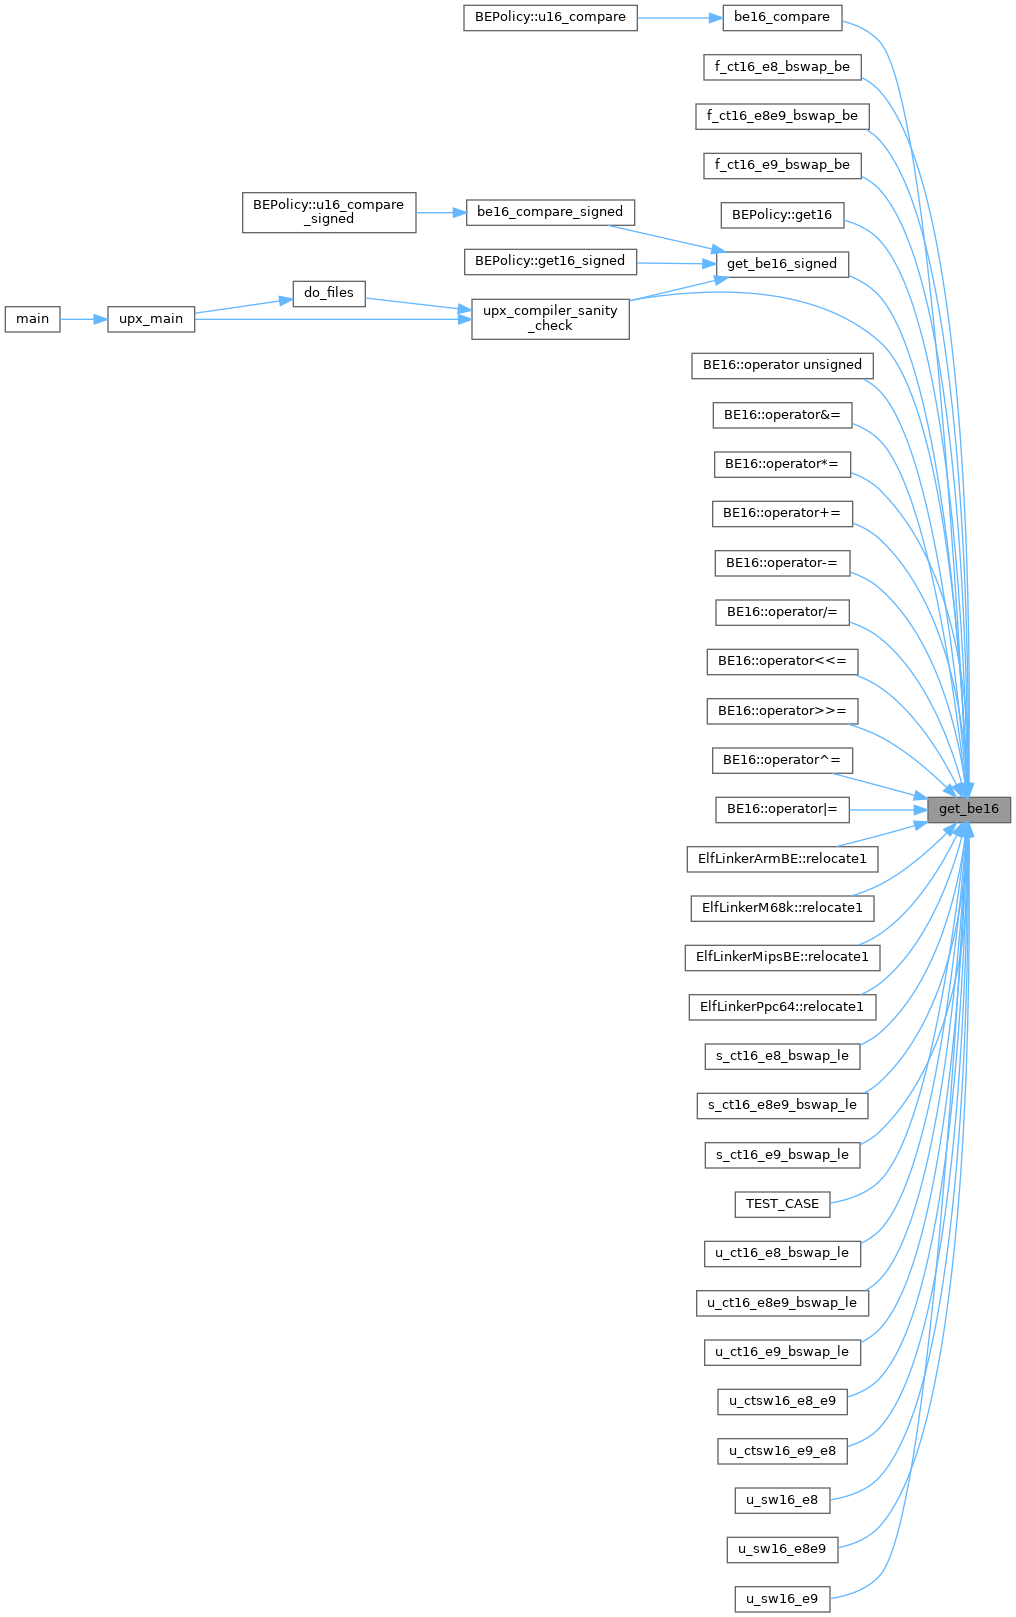 BEPolicy::u16_compare
be16_compare
f_ct16_e8_bswap_be
f_ct16_e8e9_bswap_be
f_ct16_e9_bswap_be
BEPolicy::u16_compare
_signed
be16_compare_signed
BEPolicy::get16
BEPolicy::get16_signed
get_be16_signed
main
upx_main
do_files
upx_compiler_sanity
_check
BE16::operator unsigned
BE16::operator&=
BE16::operator*=
BE16::operator+=
BE16::operator-=
BE16::operator/=
BE16::operator<<=
BE16::operator>>=
BE16::operator^=
BE16::operator|=
get_be16
ElfLinkerArmBE::relocate1
ElfLinkerM68k::relocate1
ElfLinkerMipsBE::relocate1
ElfLinkerPpc64::relocate1
s_ct16_e8_bswap_le
s_ct16_e8e9_bswap_le
s_ct16_e9_bswap_le
TEST_CASE
u_ct16_e8_bswap_le
u_ct16_e8e9_bswap_le
u_ct16_e9_bswap_le
u_ctsw16_e8_e9
u_ctsw16_e9_e8
u_sw16_e8
u_sw16_e8e9
u_sw16_e9